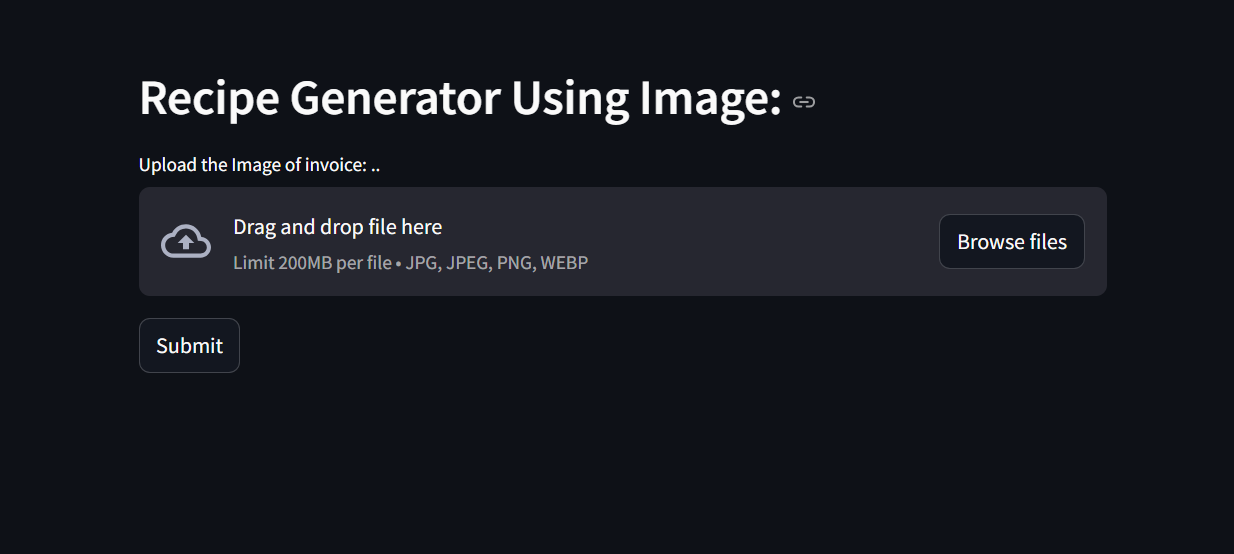 Recipe Generator Using Image:
Upload the Image of invoice: ..
Drag and drop file here
Limit 200MB per file • JPG, JPEG, PNG, WEBP
Browse files
Submit